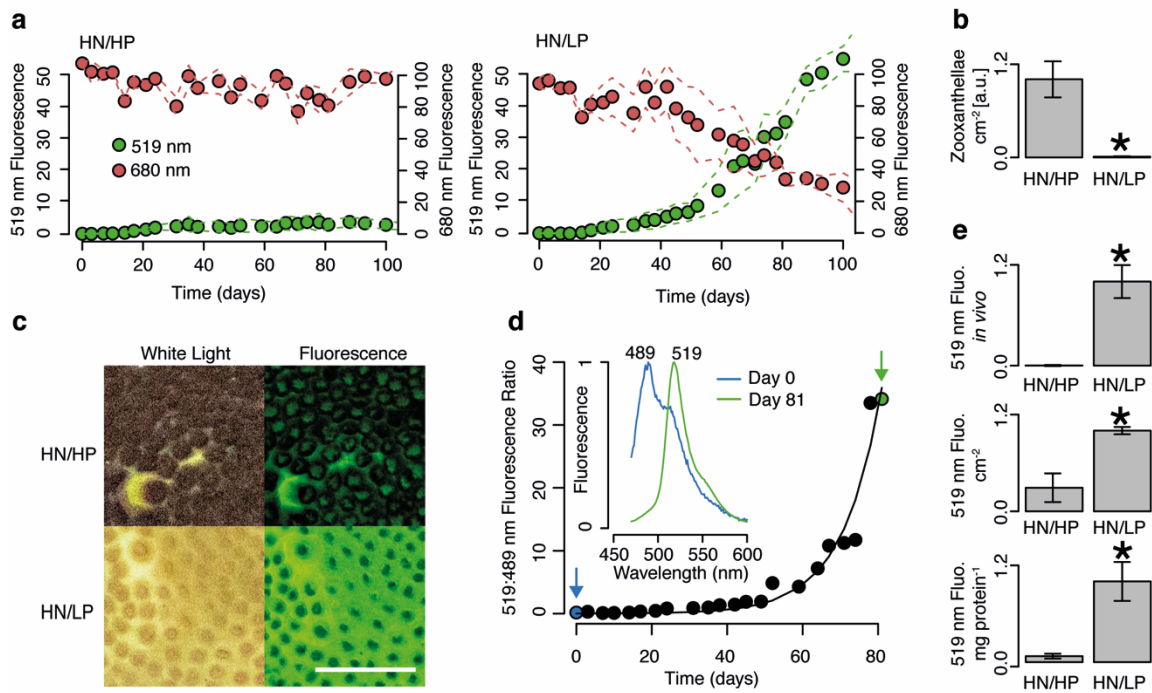 a
HN/HP
519 nm Fluorescence
50
40
30
20
10
0
519 nm
680 nm
100
80
60
40
20
0
680 nm Fluorescence
0 20 40 60 80 100
Time (days)
HN/LP
519 nm Fluorescence
50
40
30
20
10
0
100
80
60
40
20
0
680 nm Fluorescence
0 20 40 60 80 100
Time (days)
b
Zooxanthellae
cm-2 [a.u.]
1.2
0.0
*
HN/HP HN/LP
c
White Light Fluorescence
HN/HP
HN/LP
d
519:489 nm Fluorescence Ratio
40
30
20
10
0
0 20 40 60 80
Time (days)
489 519
Day 0
Day 81
Fluorescence
1
0
450 500 550 600
Wavelength (nm)
e
519 nm Fluo.
in vivo
1.2
0.0
*
HN/HP HN/LP
519 nm Fluo.
cm-2
1.2
0.0
*
HN/HP HN/LP
519 nm Fluo.
mg protein-1
1.2
0.0
*
HN/HP HN/LP